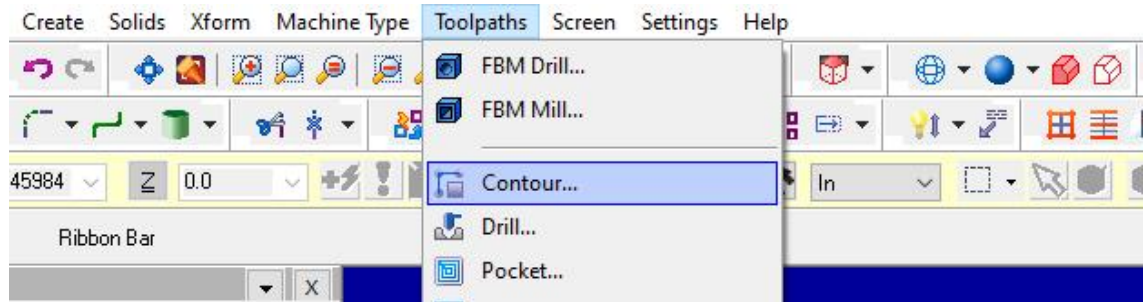 Create Solids Xform Machine Type Toolpaths Screen Settings Help
FBM Drill...
FBM Mill...
45984 Z 0.0 In
Contour...
Drill...
Ribbon Bar
Pocket...
X